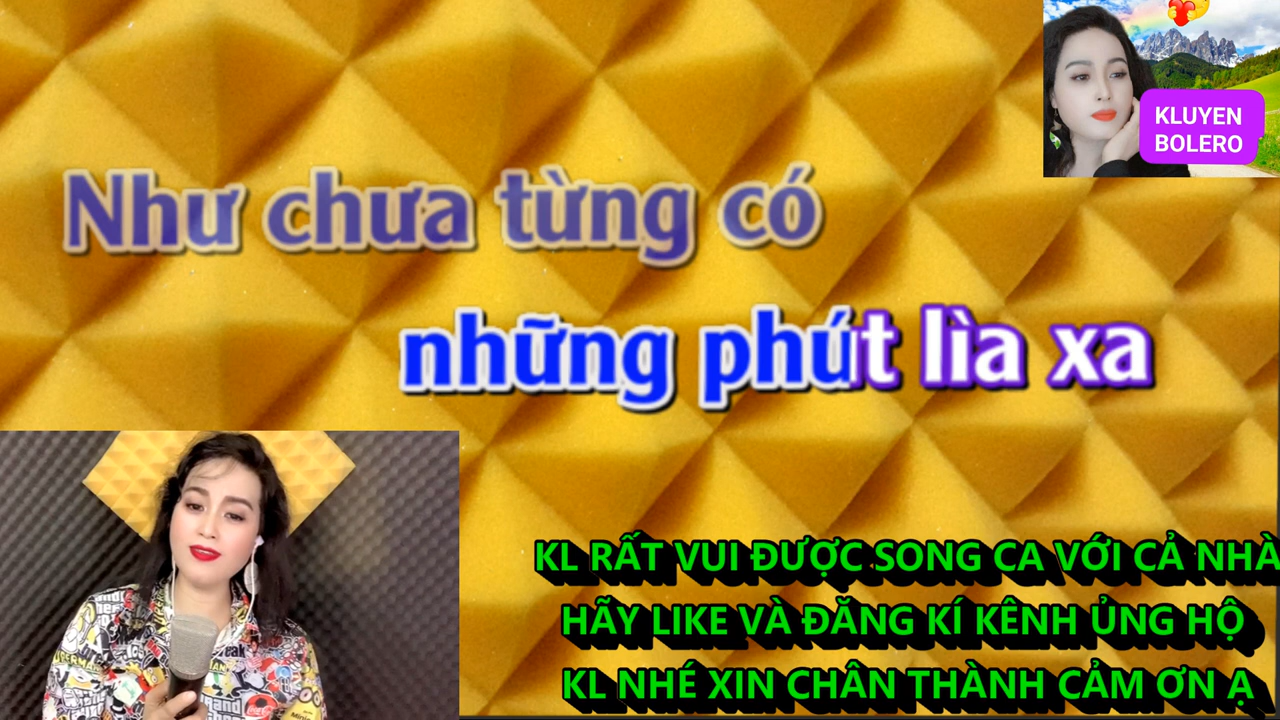 KLUYEN
BOLERO
Như chưa từng có
những phút lìa xa
KL RẤT VUI ĐƯỢC SONG CA VỚI CẢ NHÀ
HÃY LIKE VÀ ĐĂNG KÍ KÊNH ỦNG HỘ
KL NHÉ XIN CHÂN THÀNH CẢM ƠN Ạ